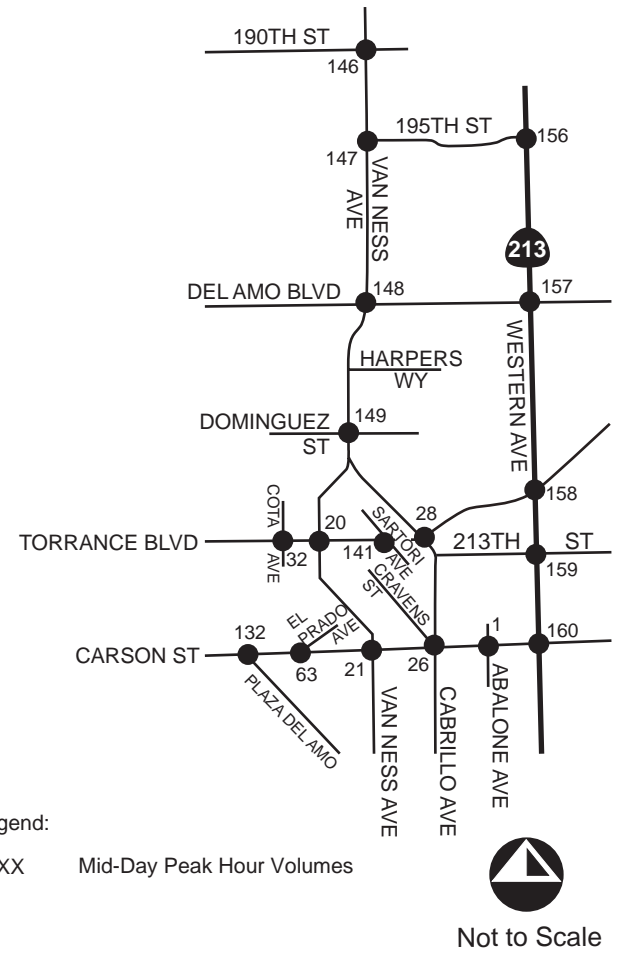 190TH ST
146
195TH ST
156
147
VAN NESS
AVE
213
DEL AMO BLVD
148
157
HARPERS
WY
WESTERN AVE
DOMINGUEZ
ST
149
158
COTA
AVE
20
SARTORI
AVE
28
TORRANCE BLVD
32
141
213TH ST
159
CRAVENS
ST
EL
PRADO
AVE
132
1
160
CARSON ST
63
21
26
PLAZA DEL AMO
VAN NESS AVE
CABRILLO AVE
ABALONE AVE
gend:
XX Mid-Day Peak Hour Volumes
Not to Scale